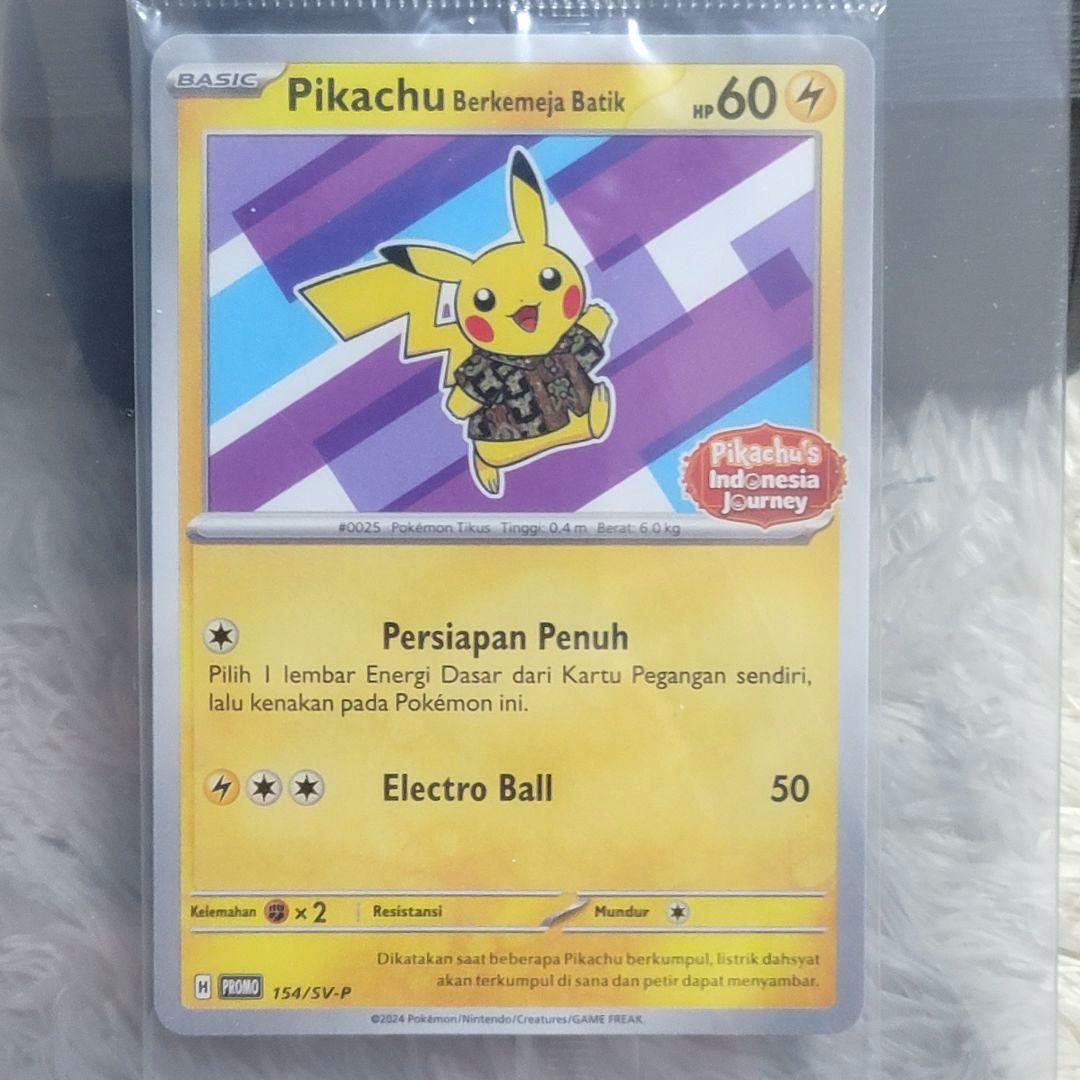 BASIC
Pikachu Berkemeja Batik HP 60
Pikachu's
Indonesia
Journey
#0025 Pokémon Tikus Tinggi: 0.4 m Berat: 6.0 kg
Persiapan Penuh
Pilih 1 lembar Energi Dasar dari Kartu Pegangan sendiri,
lalu kenakan pada Pokémon ini.
Electro Ball 50
Kelemahan ×2 Resistansi Mundur
Dikatakan saat beberapa Pikachu berkumpul, listrik dahsyat
akan terkumpul di sana dan petir dapat menyambar.
H PROMO 154/SV-P
©2024 Pokémon/Nintendo/Creatures/GAME FREAK.